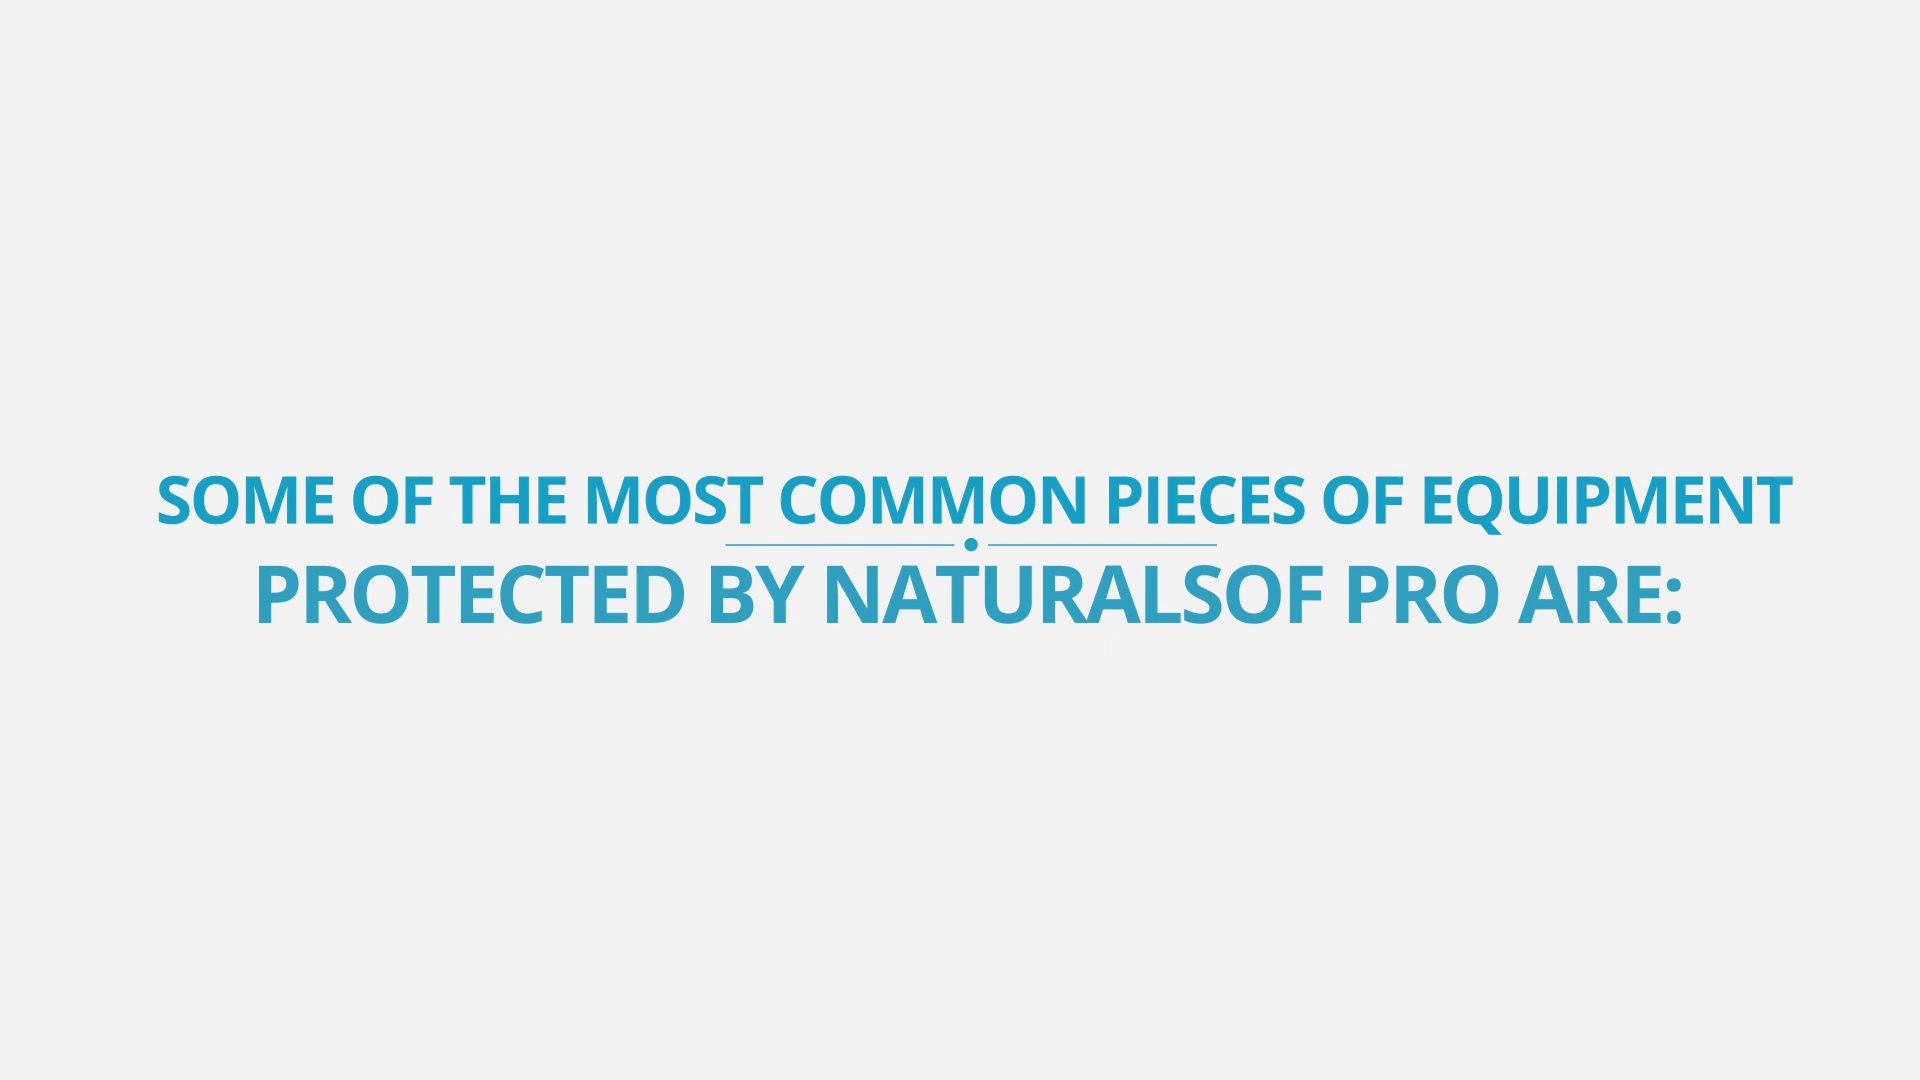 SOME OF THE MOST COMMON PIECES OF EQUIPMENT
PROTECTED BY NATURALSOF PRO ARE: